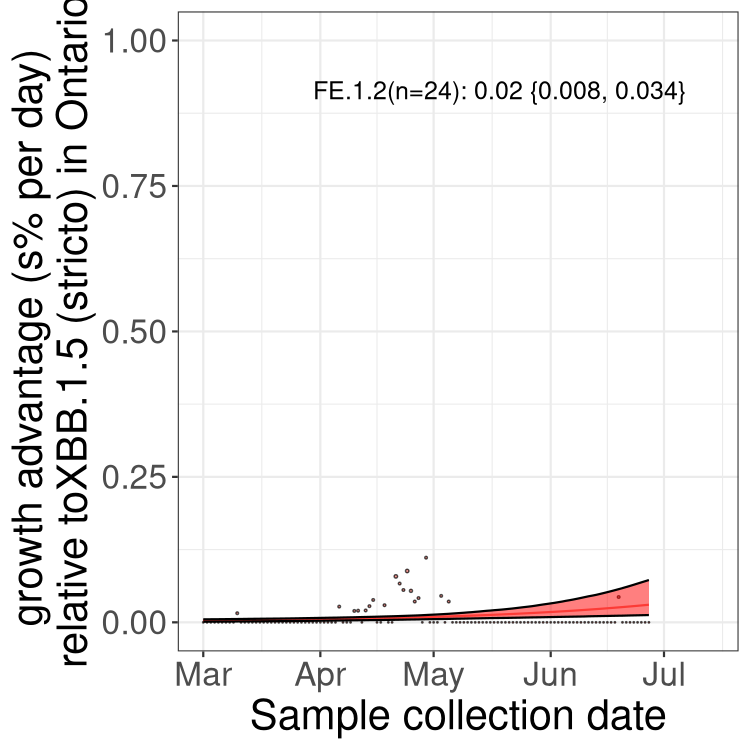 growth advantage (s% per day)
relative toXBB.1.5 (stricto) in Ontario
1.00
0.75
0.50
0.25
0.00
FE.1.2(n=24): 0.02 {0.008, 0.034}
Mar Apr May Jun Jul
Sample collection date